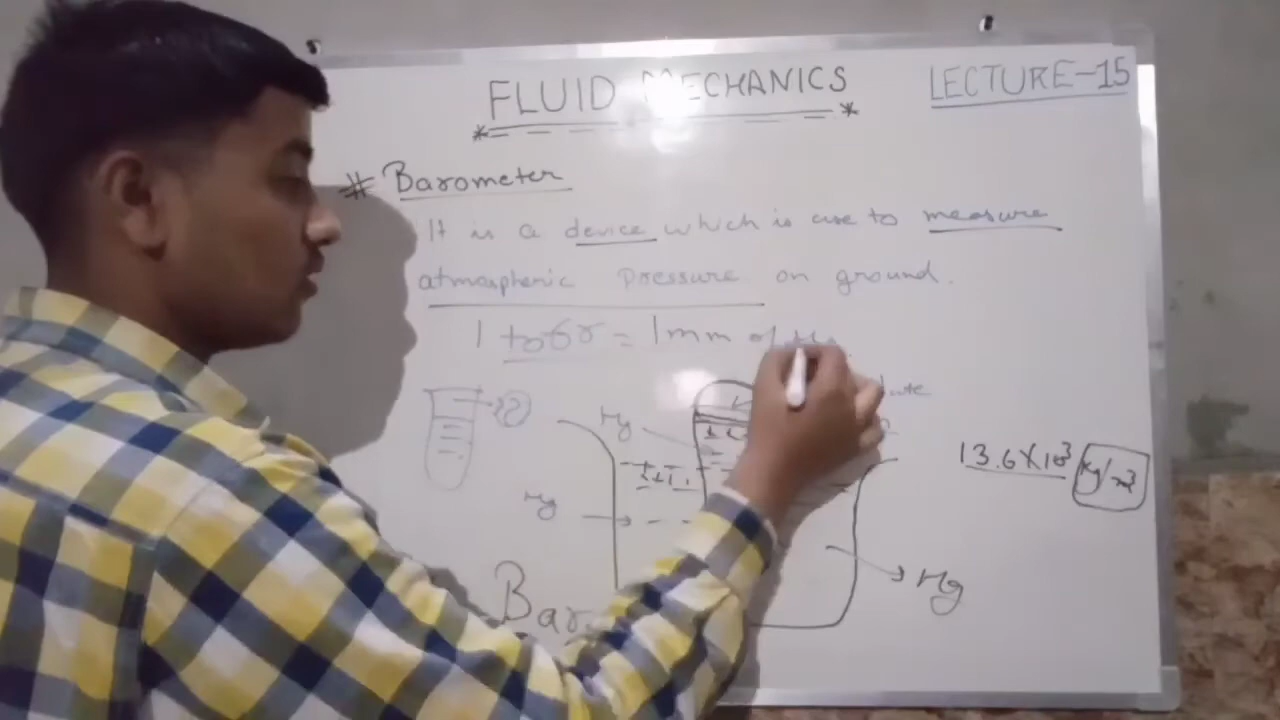 FLUID MECHANICS
LECTURE-15
# Barometer
It is a device which is use to measure
atmospheric pressure on ground.
1 torr = 1mm of Hg
Hg
13.6 X 10³ kg/m³
Hg
Hg
Bar